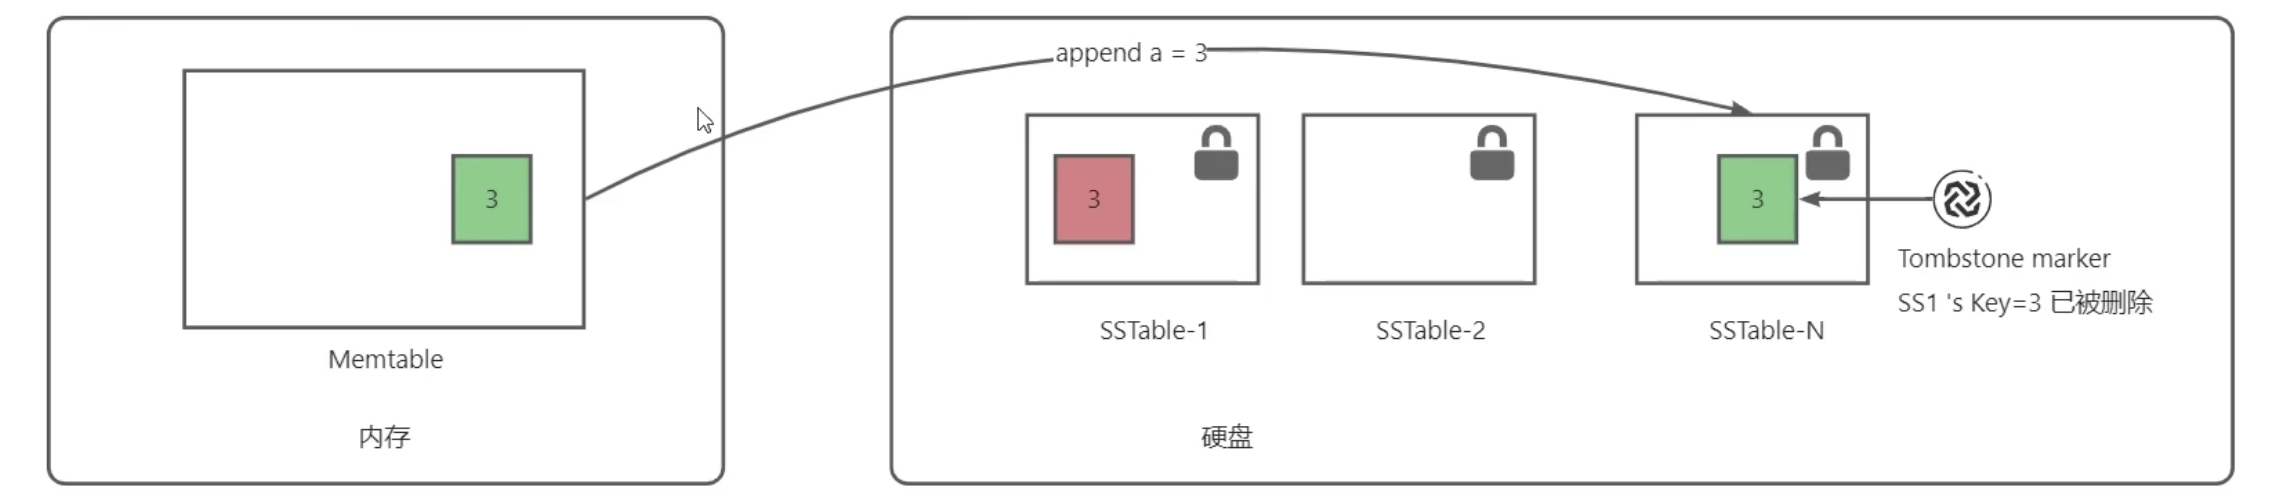 append a = 3
3
3
3
Tombstone marker
SS1 's Key=3 已被删除
SSTable-1
SSTable-2
SSTable-N
Memtable
内存
硬盘